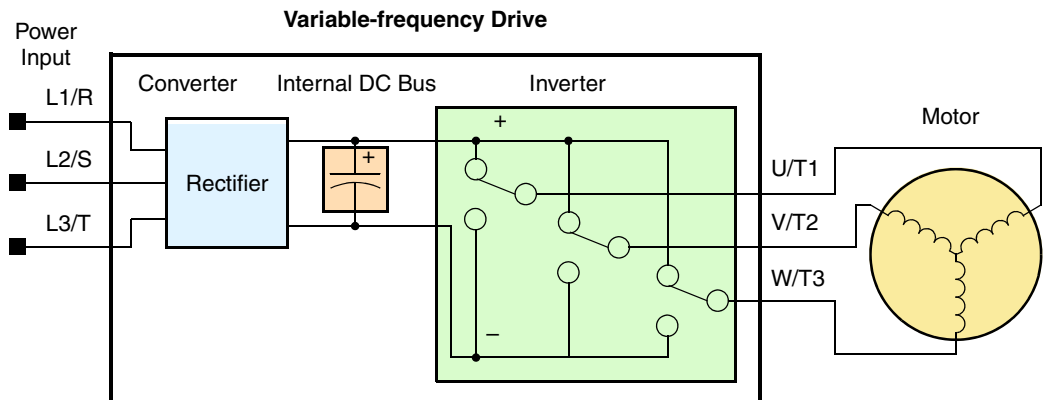 Variable-frequency Drive
Power
Input
Converter
Internal DC Bus
Inverter
Motor
L1/R
L2/S
L3/T
Rectifier
+
+
–
U/T1
V/T2
W/T3